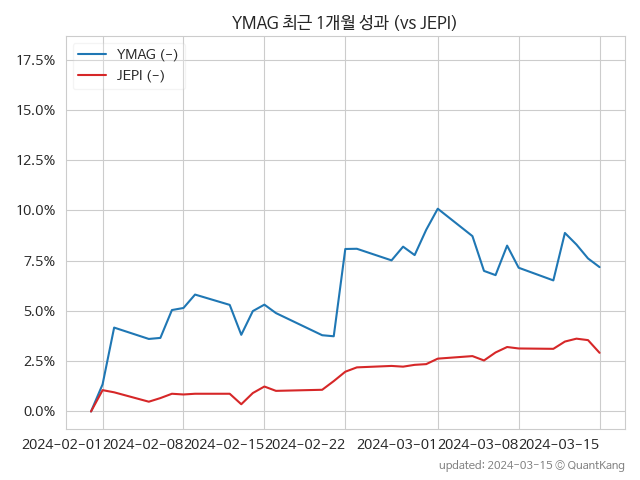 YMAG 최근 1개월 성과 (vs JEPI)
YMAG (-)
JEPI (-)
17.5%
15.0%
12.5%
10.0%
7.5%
5.0%
2.5%
0.0%
2024-02-01 2024-02-08 2024-02-15 2024-02-22 2024-03-01 2024-03-08 2024-03-15
updated: 2024-03-15 © QuantKang